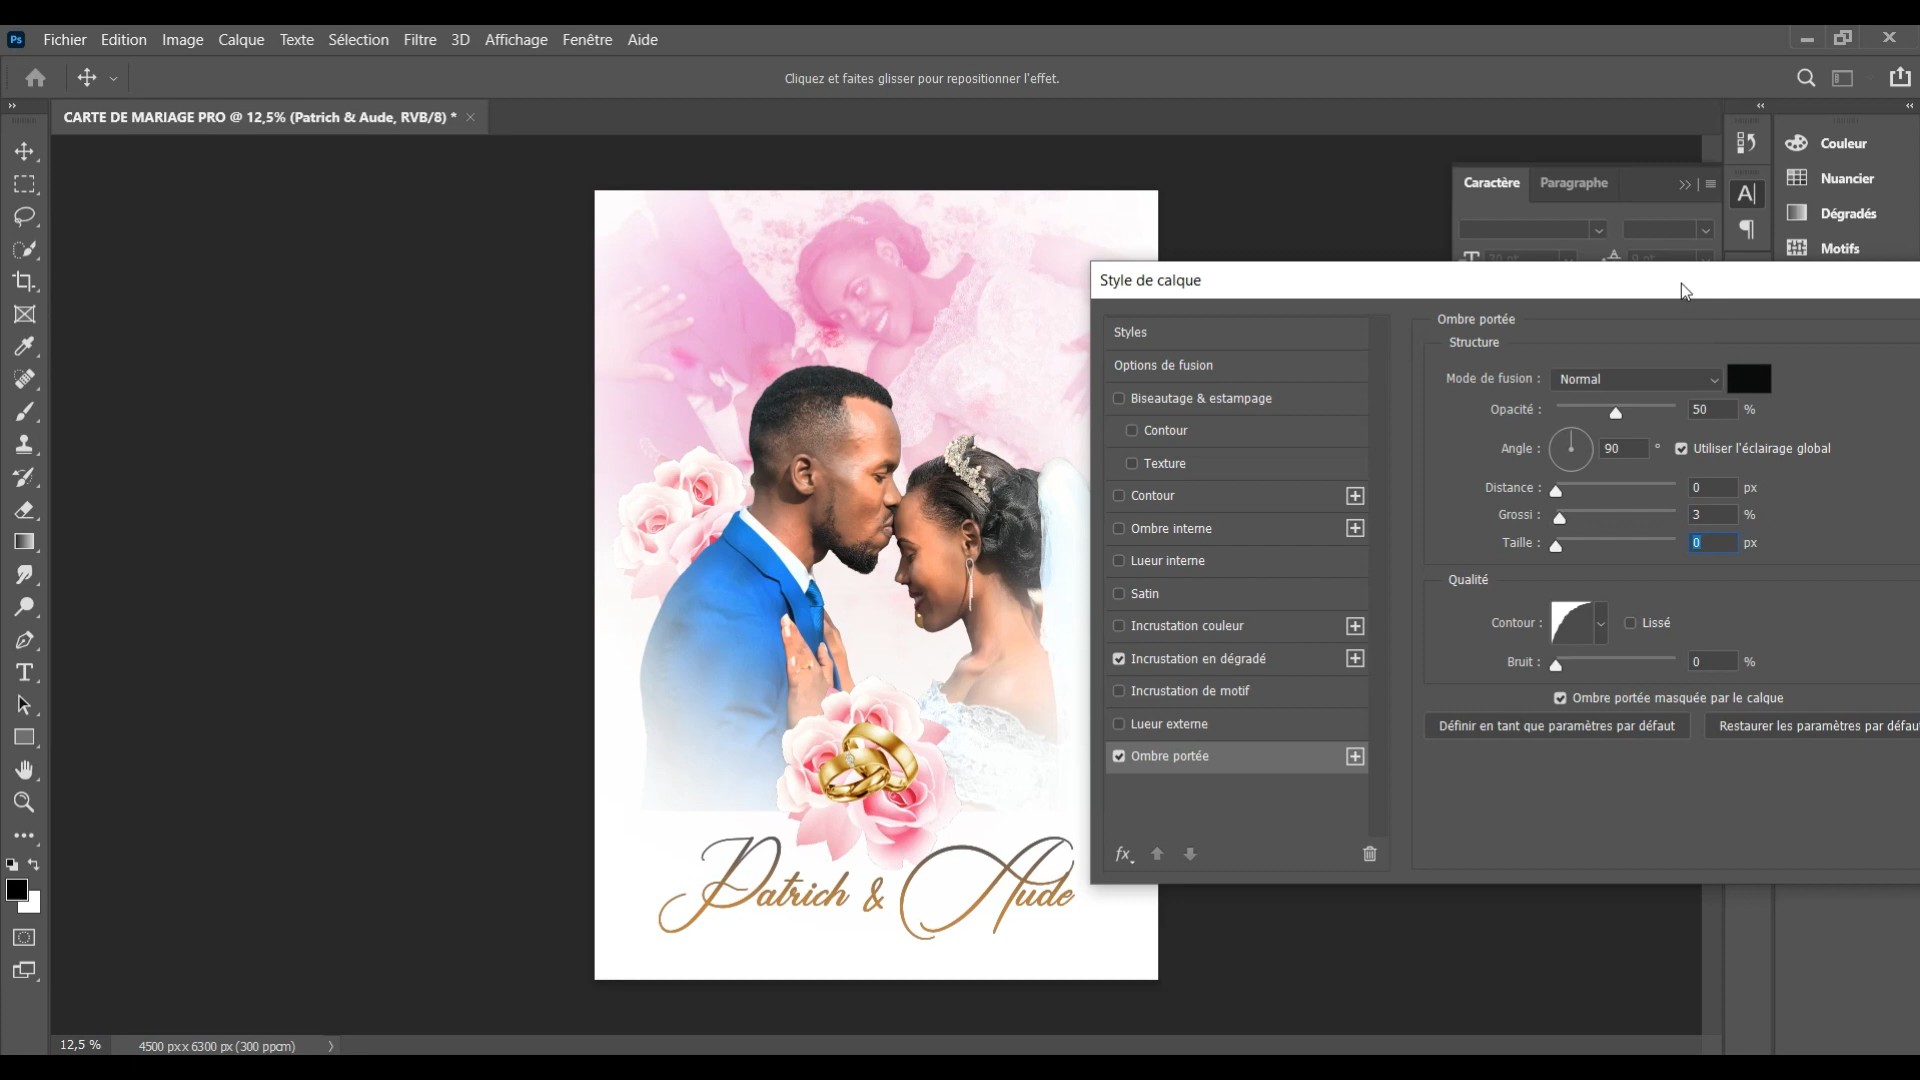 Ps Fichier Edition Image Calque Texte Sélection Filtre 3D Affichage Fenêtre Aide
Cliquez et faites glisser pour repositionner l'effet.
CARTE DE MARIAGE PRO @ 12,5% (Patrich & Aude, RVB/8) *
Couleur
Nuancier
Dégradés
Motifs
Caractère Paragraphe
Style de calque
Styles
Options de fusion
Biseautage & estampage
Contour
Texture
Contour
Ombre interne
Lueur interne
Satin
Incrustation couleur
Incrustation en dégradé
Incrustation de motif
Lueur externe
Ombre portée
fx
Ombre portée
Structure
Mode de fusion : Normal
Opacité : 50 %
Angle : 90 ° Utiliser l'éclairage global
Distance : 0 px
Grossi : 3 %
Taille : 0 px
Qualité
Contour : Lissé
Bruit : 0 %
Ombre portée masquée par le calque
Définir en tant que paramètres par défaut Restaurer les paramètres par défau
Patrich & Aude
12,5 % 4500 px x 6300 px (300 ppcm)